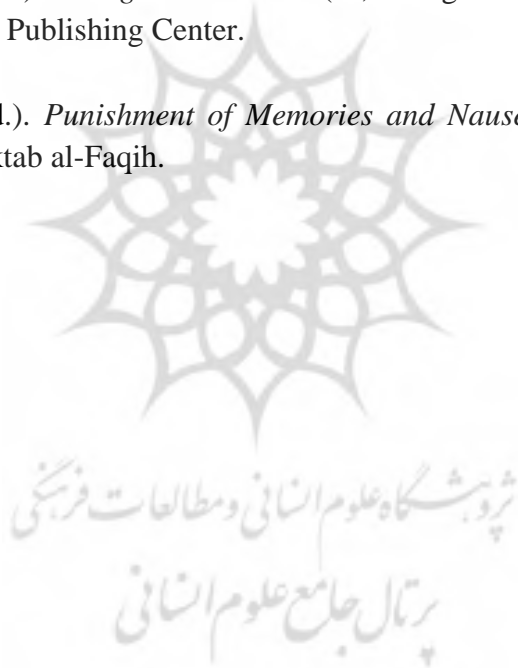 Publishing Center.
d.). Punishment of Memories and Nause
ktab al-Faqih.
پژوهشگاه علوم انسانی و مطالعات فرهنگی
پرتال جامع علوم انسانی